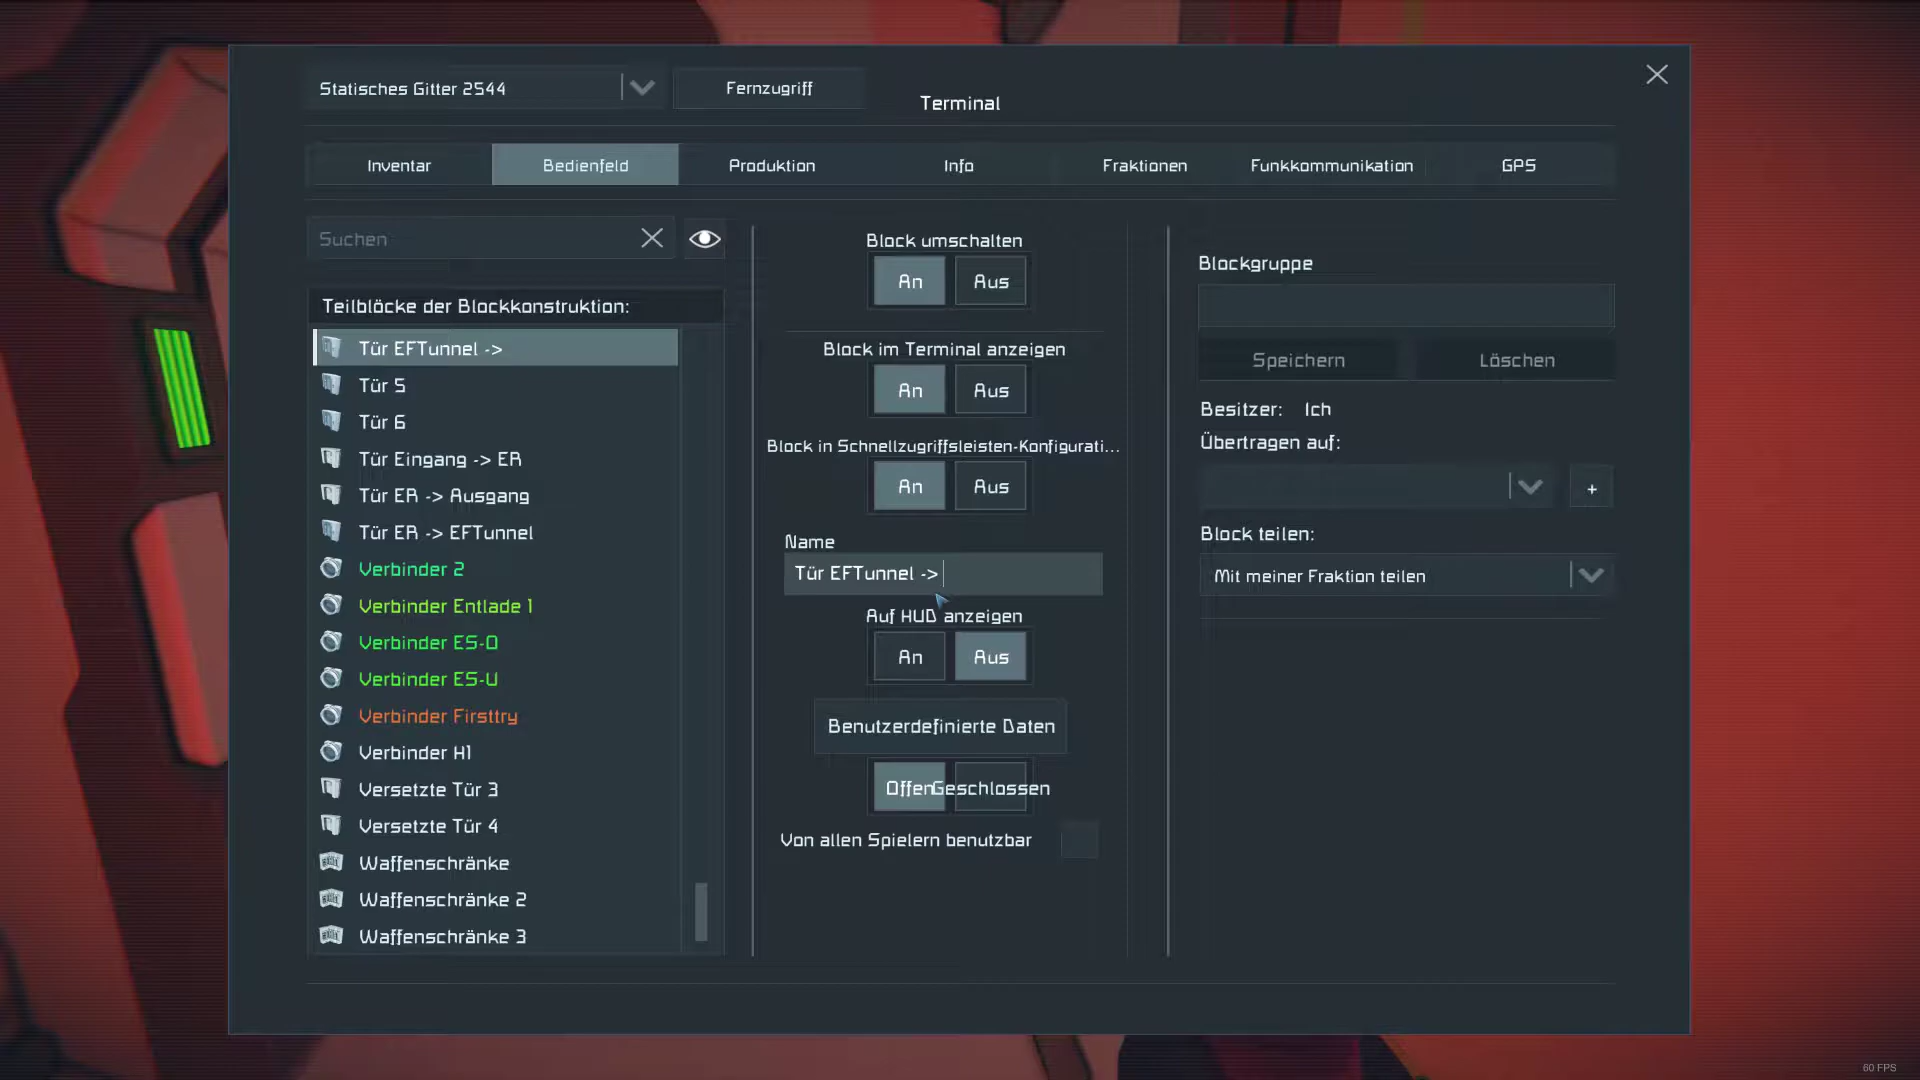 Statisches Gitter 2544
Fernzugriff
Terminal
Inventar
Bedienfeld
Produktion
Info
Fraktionen
Funkkommunikation
GPS
Suchen
Teilblöcke der Blockkonstruktion:
Tür EFTunnel ->
Tür 5
Tür 6
Tür Eingang -> ER
Tür ER -> Ausgang
Tür ER -> EFTunnel
Verbinder 2
Verbinder Entlade 1
Verbinder ES-O
Verbinder ES-U
Verbinder Firsttry
Verbinder H1
Versetzte Tür 3
Versetzte Tür 4
Waffenschränke
Waffenschränke 2
Waffenschränke 3
Block umschalten
An
Aus
Block im Terminal anzeigen
An
Aus
Block in Schnellzugriffsleisten-Konfigurati...
An
Aus
Name
Tür EFTunnel ->
Auf HUD anzeigen
An
Aus
Benutzerdefinierte Daten
Offen
Geschlossen
Von allen Spielern benutzbar
Blockgruppe
Speichern
Löschen
Besitzer: Ich
Übertragen auf:
+
Block teilen:
Mit meiner Fraktion teilen
60 FPS